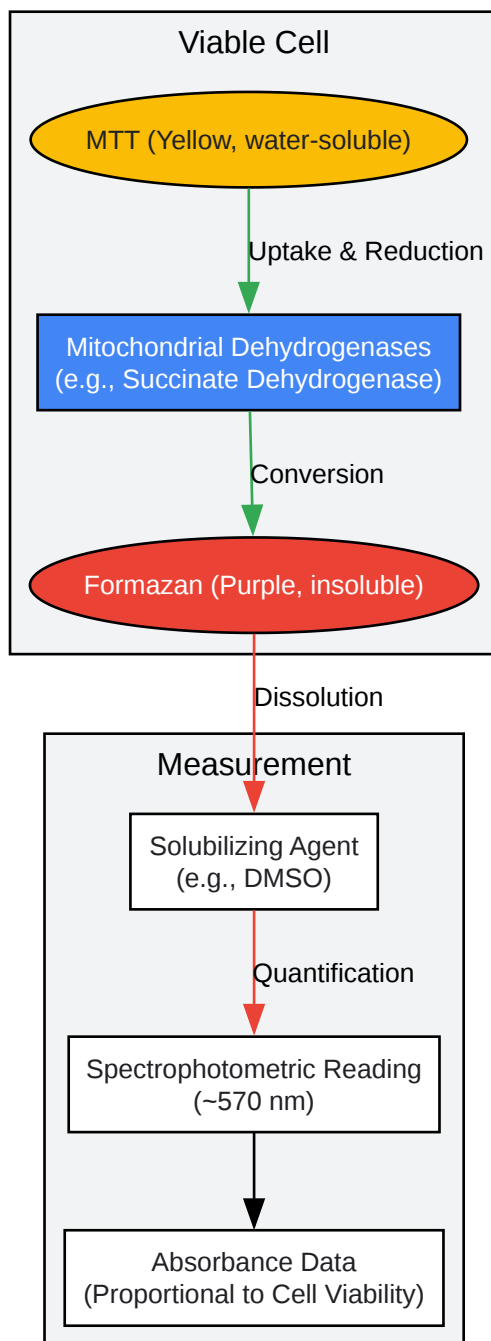 Viable Cell
MTT (Yellow, water-soluble)
Uptake & Reduction
Mitochondrial Dehydrogenases
(e.g., Succinate Dehydrogenase)
Conversion
Formazan (Purple, insoluble)
Dissolution
Measurement
Solubilizing Agent
(e.g., DMSO)
Quantification
Spectrophotometric Reading
(~570 nm)
Absorbance Data
(Proportional to Cell Viability)